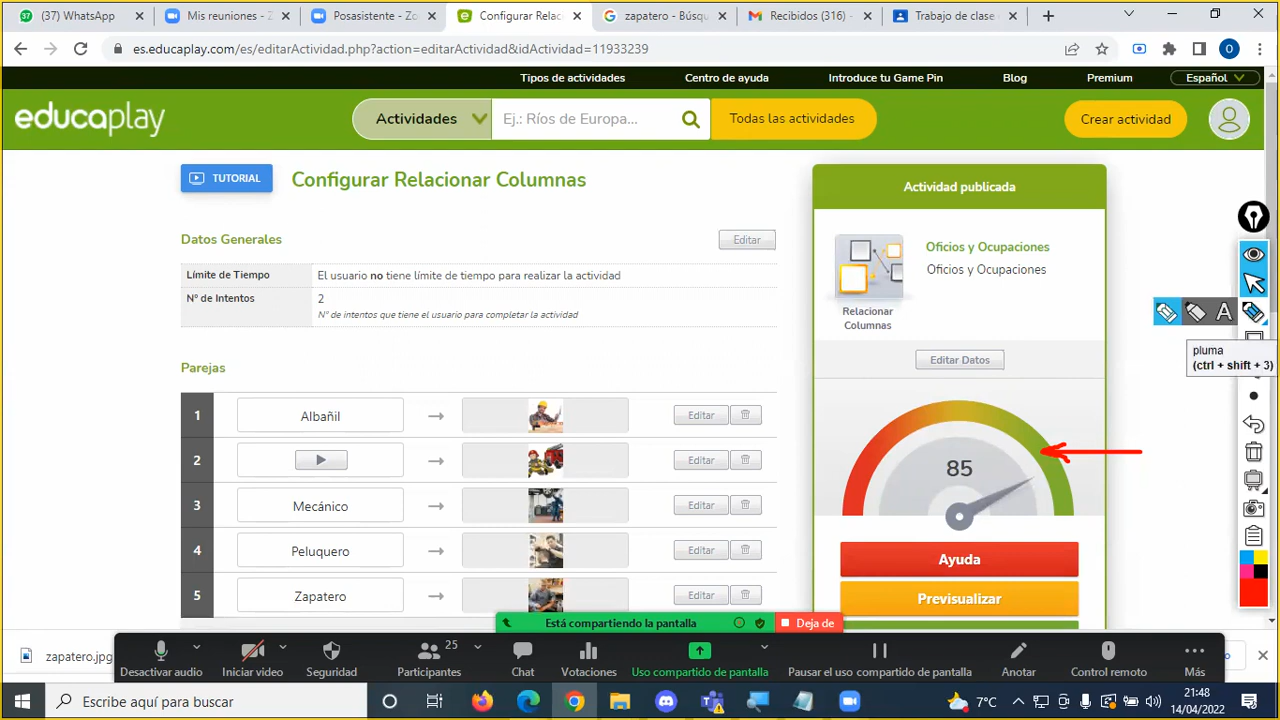 (37) WhatsApp
Mis reuniones - Z
Posasistente - Zo
Configurar Relac
zapatero - Búsqu
Recibidos (316) -
Trabajo de clase
es.educaplay.com/es/editarActividad.php?action=editarActividad&idActividad=11933239
O
Tipos de actividades
Centro de ayuda
Introduce tu Game Pin
Blog
Premium
Español
educaplay
Actividades
Ej.: Ríos de Europa...
Todas las actividades
Crear actividad
TUTORIAL
Configurar Relacionar Columnas
Datos Generales
Editar
Límite de Tiempo
El usuario no tiene límite de tiempo para realizar la actividad
Nº de Intentos
2
Nº de intentos que tiene el usuario para completar la actividad
Parejas
1 Albañil → Editar
2 → Editar
3 Mecánico → Editar
4 Peluquero → Editar
5 Zapatero → Editar
Actividad publicada
Oficios y Ocupaciones
Oficios y Ocupaciones
Relacionar
Columnas
Editar Datos
85
Ayuda
Previsualizar
A
pluma
(ctrl + shift + 3)
Está compartiendo la pantalla
Deja de
zapatero.jpg
Desactivar audio
Iniciar video
Seguridad
25
Participantes
Chat
Votaciones
Uso compartido de pantalla
Pausar el uso compartido de pantalla
Anotar
Control remoto
Más
Escribe aquí para buscar
7°C
21:48
14/04/2022